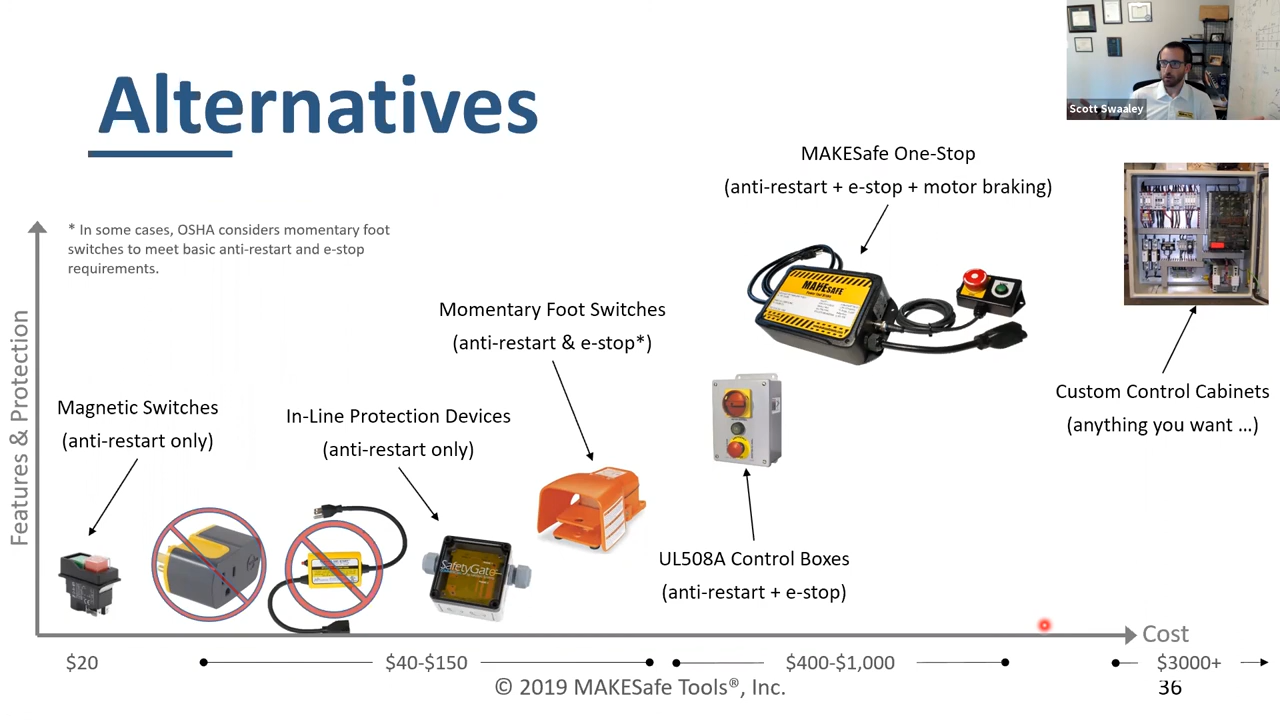 Alternatives
Scott Swaaley
* In some cases, OSHA considers momentary foot
switches to meet basic anti-restart and e-stop
requirements.
MAKESafe One-Stop
(anti-restart + e-stop + motor braking)
Momentary Foot Switches
(anti-restart & e-stop*)
Magnetic Switches
(anti-restart only)
In-Line Protection Devices
(anti-restart only)
Custom Control Cabinets
(anything you want ...)
UL508A Control Boxes
(anti-restart + e-stop)
MAKESAFE
SafetyGate
Features & Protection
Cost
$20
$40-$150
$400-$1,000
$3000+
© 2019 MAKESafe Tools®, Inc.
36